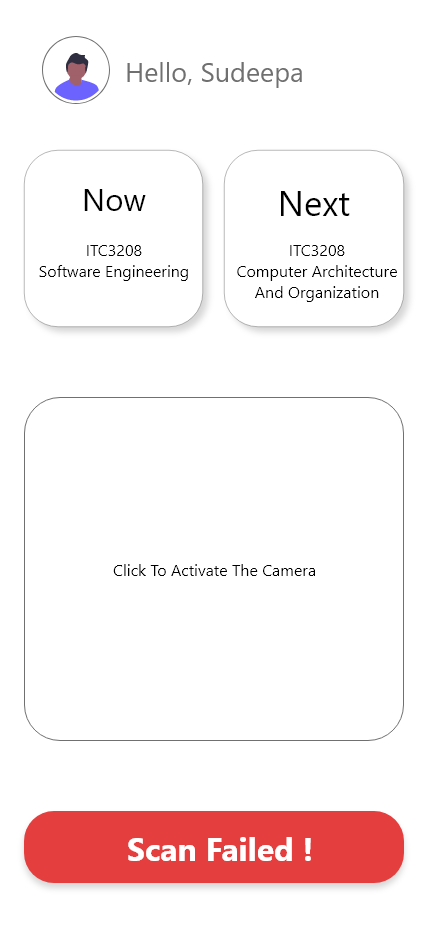 Hello, Sudeepa
Now
ITC3208
Software Engineering
Next
ITC3208
Computer Architecture
And Organization
Click To Activate The Camera
Scan Failed !